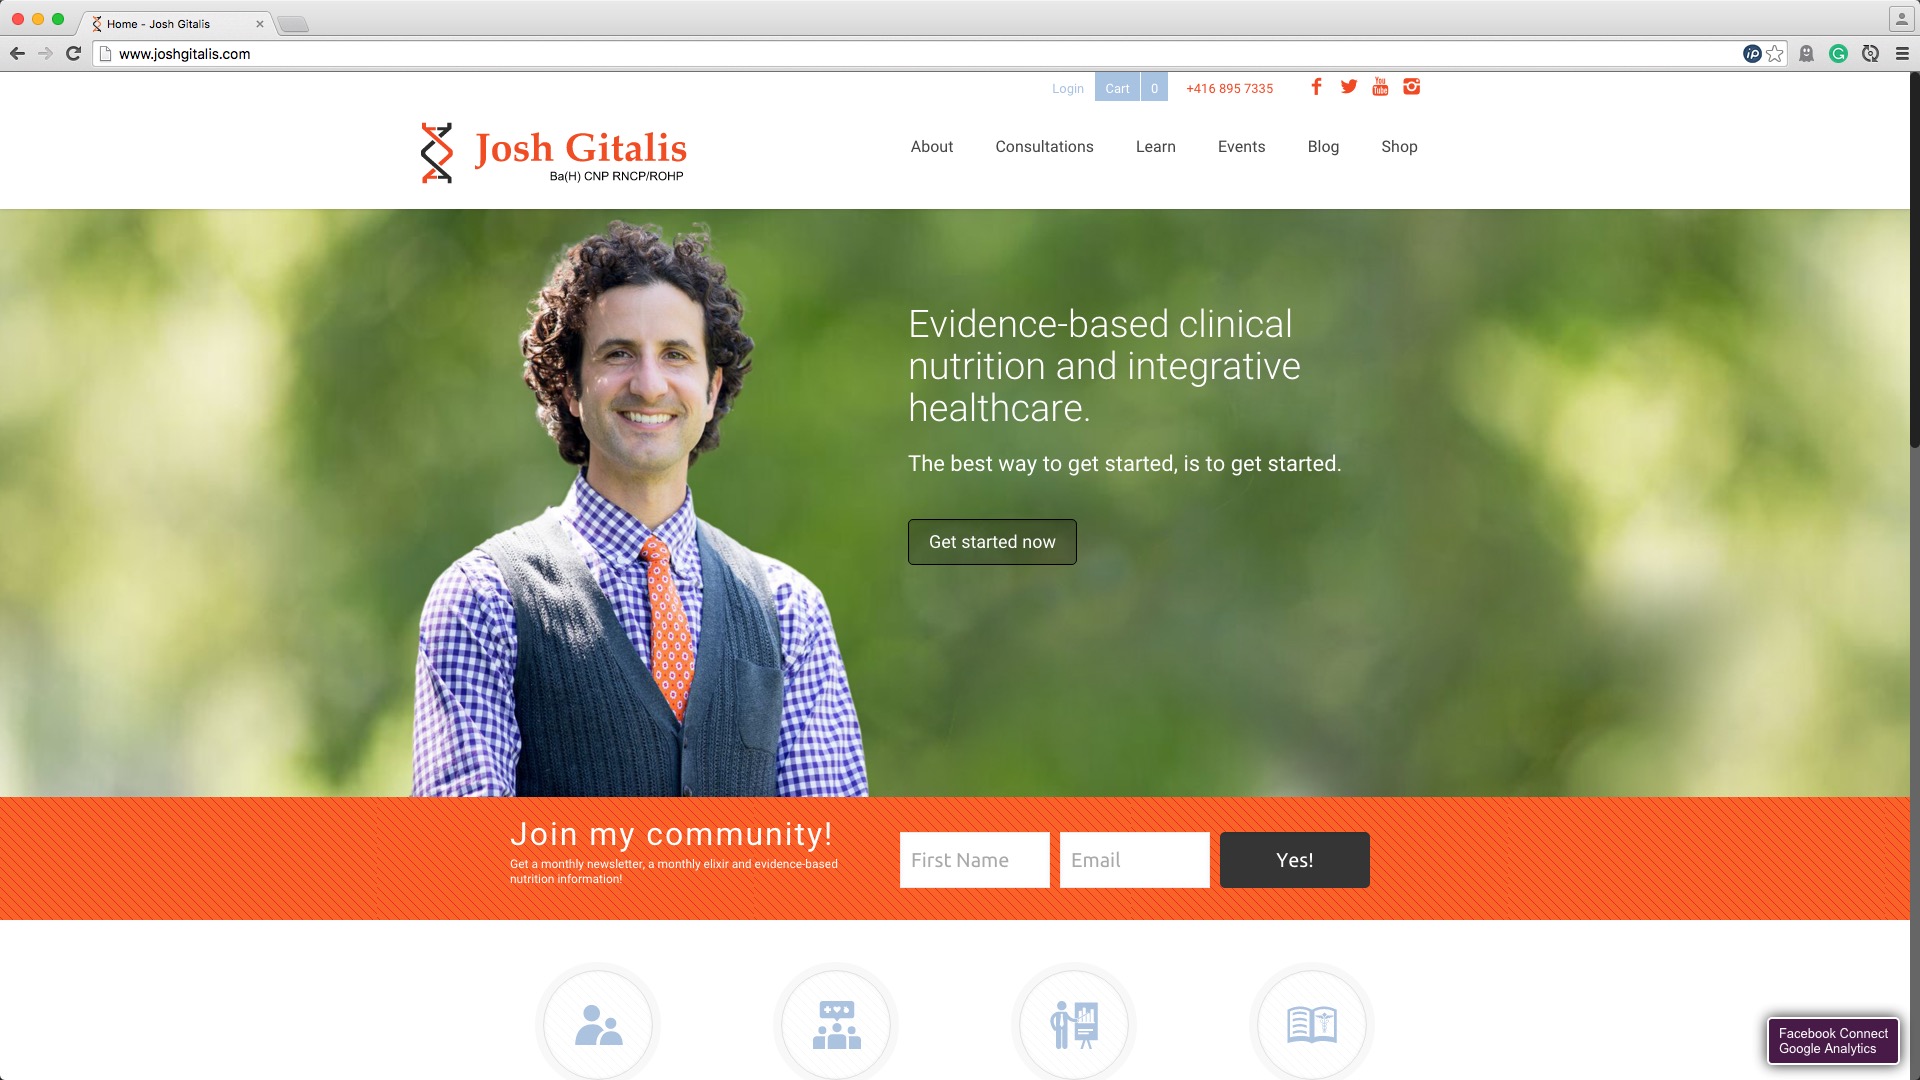 Home - Josh Gitalis
www.joshgitalis.com
Login Cart 0 +416 895 7335
Josh Gitalis
Ba(H) CNP RNCP/ROHP
About Consultations Learn Events Blog Shop
Evidence-based clinical
nutrition and integrative
healthcare.
The best way to get started, is to get started.
Get started now
Join my community!
Get a monthly newsletter, a monthly elixir and evidence-based
nutrition information!
First Name Email Yes!
Facebook Connect
Google Analytics